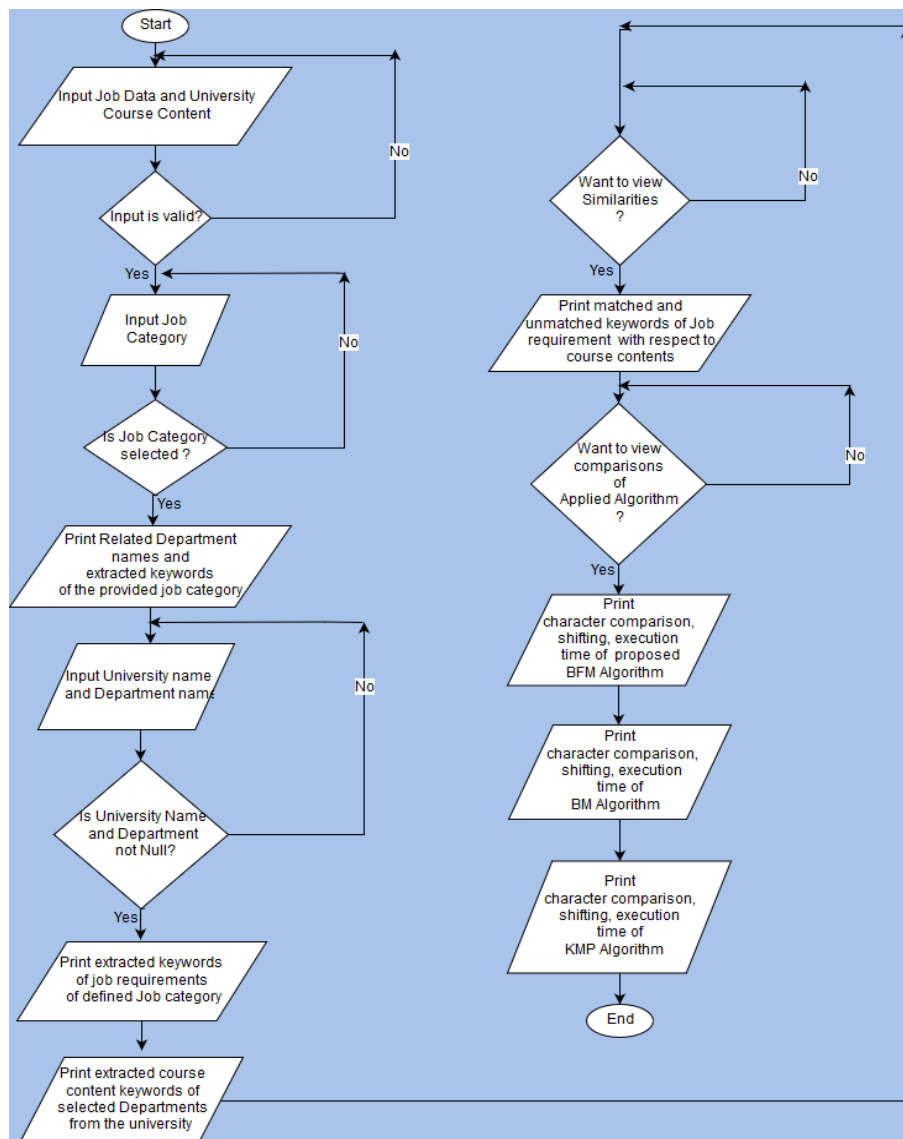 Start
Input Job Data and University
Course Content
No
Input is valid?
Yes
Input Job
Category
No
Is Job Category
selected ?
Yes
Print Related Department
names and
extracted keywords
of the provided job category
Input University name
and Department name
No
Is University Name
and Department
not Null?
Yes
Print extracted keywords
of job requirements
of defined Job category
Print extracted course
content keywords of
selected Departments
from the university
Want to view
Similarities
?
No
Yes
Print matched and
unmatched keywords of Job
requirement with respect to
course contents
Want to view
comparisons
of
Applied Algorithm
?
No
Yes
Print
character comparison,
shifting, execution
time of proposed
BFM Algorithm
Print
character comparison,
shifting, execution
time of
BM Algorithm
Print
character comparison,
shifting, execution
time of
KMP Algorithm
End